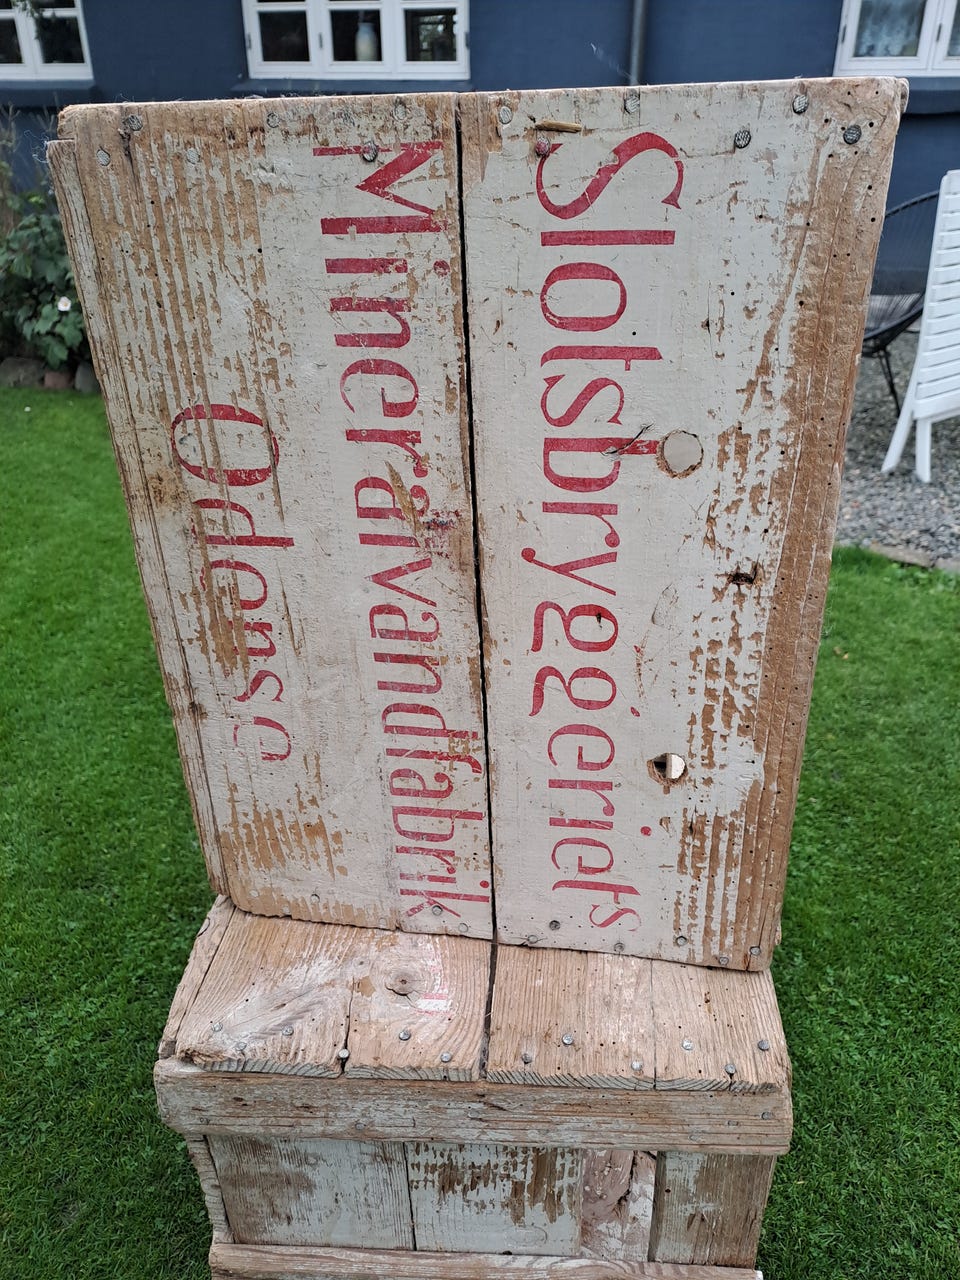 Slotsbryggeriets
Mineralvandfabrik
Odense